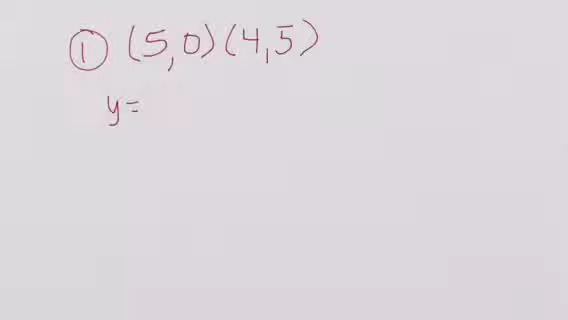 ① (5,0)(4,5)
y=